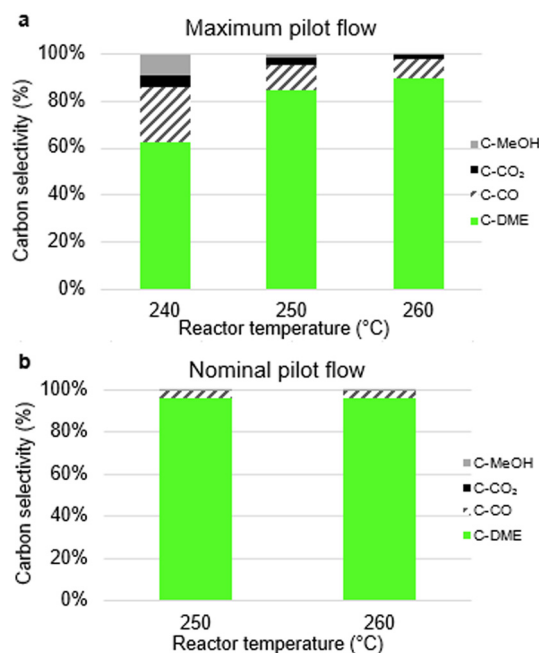 a
Maximum pilot flow
Carbon selectivity (%)
100%
80%
60%
40%
20%
0%
240 250 260
Reactor temperature (°C)
C-MeOH
C-CO₂
C-CO
C-DME
b
Nominal pilot flow
Carbon selectivity (%)
100%
80%
60%
40%
20%
0%
250 260
Reactor temperature (°C)
C-MeOH
C-CO₂
C-CO
C-DME